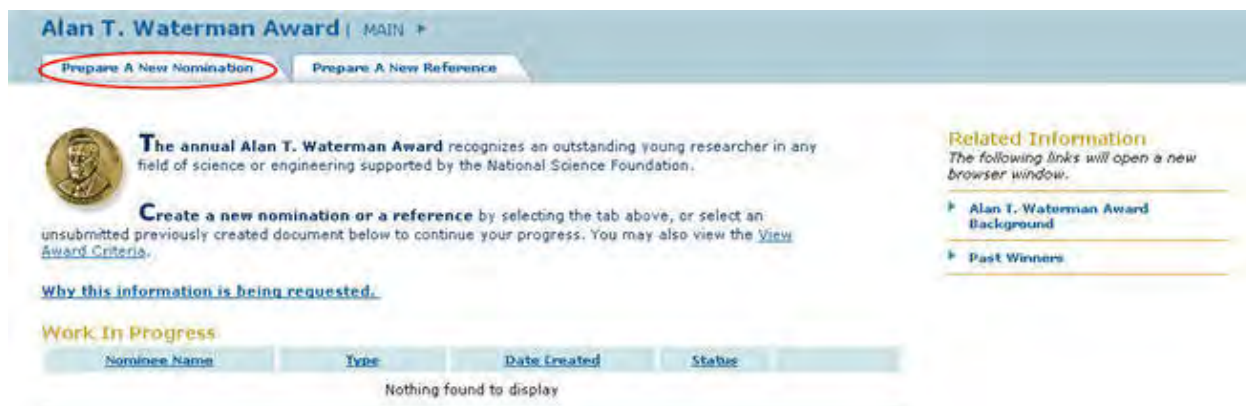 Alan T. Waterman Award | MAIN ▸
Prepare A New Nomination
Prepare A New Reference
The annual Alan T. Waterman Award recognizes an outstanding young researcher in any
field of science or engineering supported by the National Science Foundation.
Create a new nomination or a reference by selecting the tab above, or select an
unsubmitted previously created document below to continue your progress. You may also view the View
Award Criteria.
Why this information is being requested.
Work In Progress
Nominee Name Type Date Created Status
Nothing found to display
Related Information
The following links will open a new
browser window.
Alan T. Waterman Award
Background
Past Winners